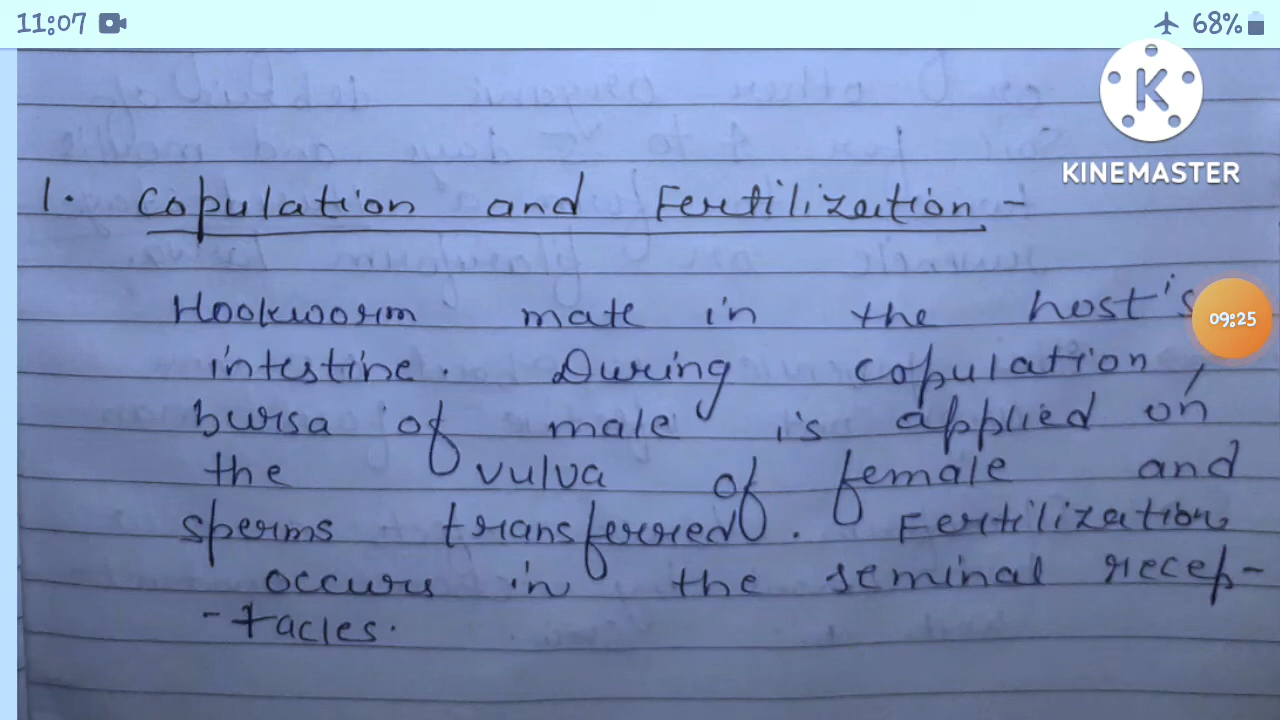 11:07
68%
K
KINEMASTER
1. Copulation and Fertilization -
Hookworm mate in the host's
09:25
intestine. During copulation,
bursa of male is applied on
the vulva of female and
sperms transferred. Fertilization
occurs in the seminal recep-
-tacles.